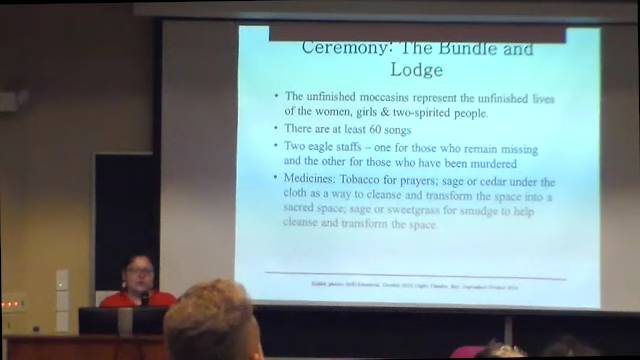 Ceremony: The Bundle and
Lodge
• The unfinished moccasins represent the unfinished lives
of the women, girls & two-spirited people.
• There are at least 60 songs
• Two eagle staffs – one for those who remain missing
and the other for those who have been murdered
• Medicines: Tobacco for prayers; sage or cedar under the
cloth as a way to cleanse and transform the space into a
sacred space; sage or sweetgrass for smudge to help
cleanse and transform the space